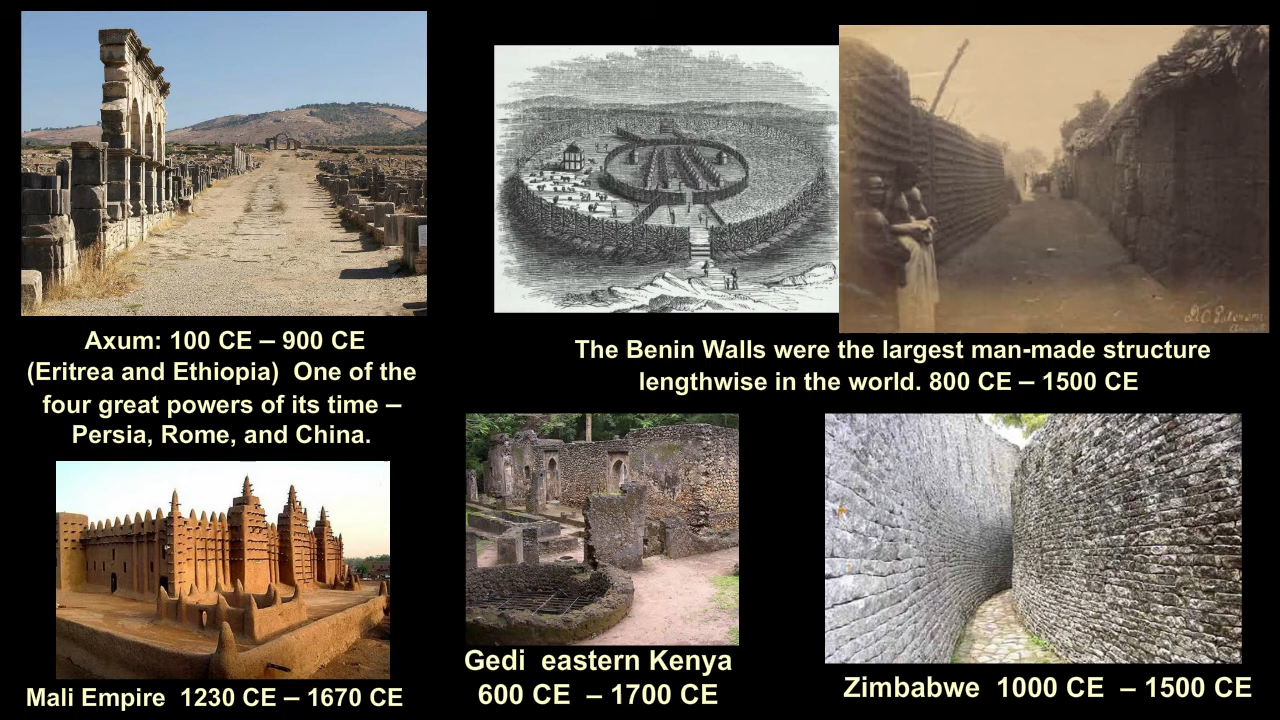 Axum: 100 CE – 900 CE
(Eritrea and Ethiopia)  One of the
four great powers of its time –
Persia, Rome, and China.
The Benin Walls were the largest man-made structure
lengthwise in the world. 800 CE – 1500 CE
Mali Empire  1230 CE – 1670 CE
Gedi  eastern Kenya
600 CE  – 1700 CE
Zimbabwe  1000 CE  – 1500 CE